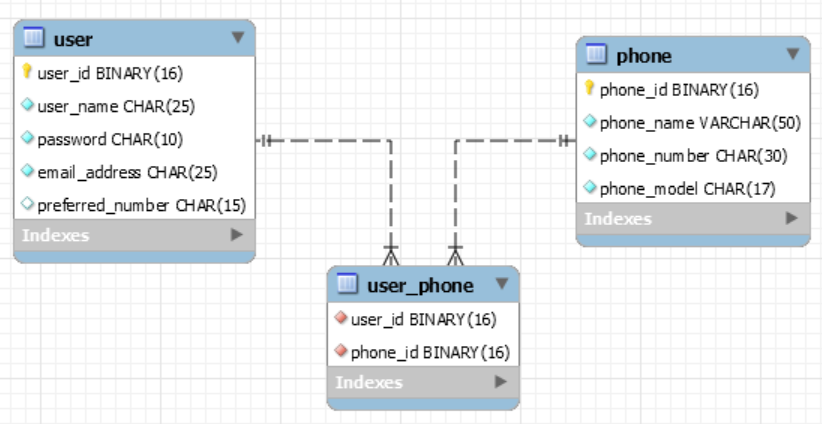 user
user_id BINARY(16)
user_name CHAR(25)
password CHAR(10)
email_address CHAR(25)
preferred_number CHAR(15)
Indexes
phone
phone_id BINARY(16)
phone_name VARCHAR(50)
phone_number CHAR(30)
phone_model CHAR(17)
Indexes
user_phone
user_id BINARY(16)
phone_id BINARY(16)
Indexes